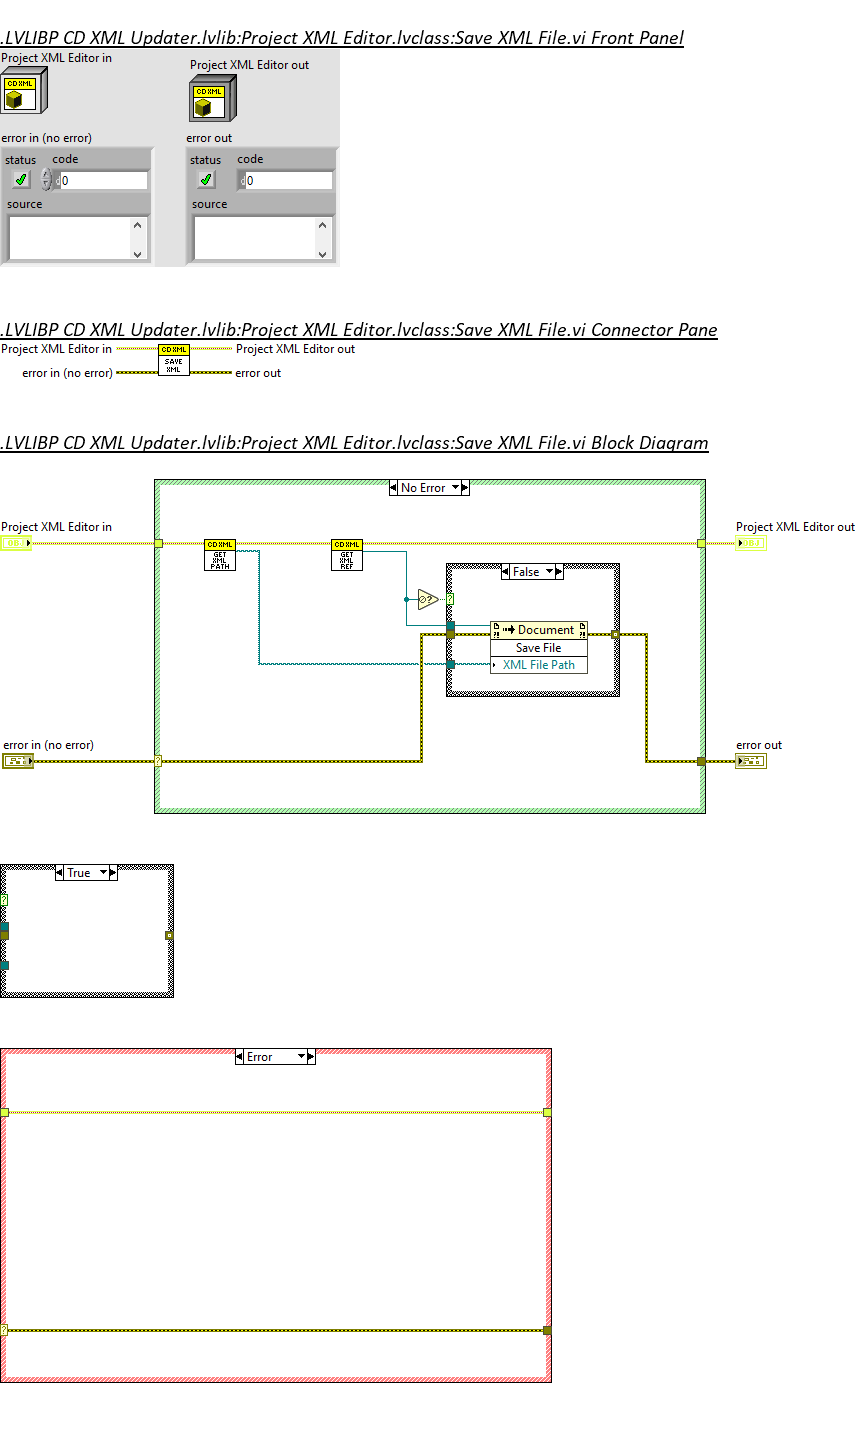 .LVLIBP CD XML Updater.lvlib:Project XML Editor.lvclass:Save XML File.vi Front Panel
Project XML Editor in
Project XML Editor out
CD XML
CD XML
error in (no error)
error out
status code
status code
0
0
source
source
.LVLIBP CD XML Updater.lvlib:Project XML Editor.lvclass:Save XML File.vi Connector Pane
Project XML Editor in
CD XML
Project XML Editor out
SAVE
XML
error in (no error)
error out
.LVLIBP CD XML Updater.lvlib:Project XML Editor.lvclass:Save XML File.vi Block Diagram
No Error
Project XML Editor in
Project XML Editor out
CD XML
GET
XML
PATH
CD XML
GET
XML
REF
False
?
?
Document
?!
?!
Save File
XML File Path
error in (no error)
error out
?
True
?
Error
?